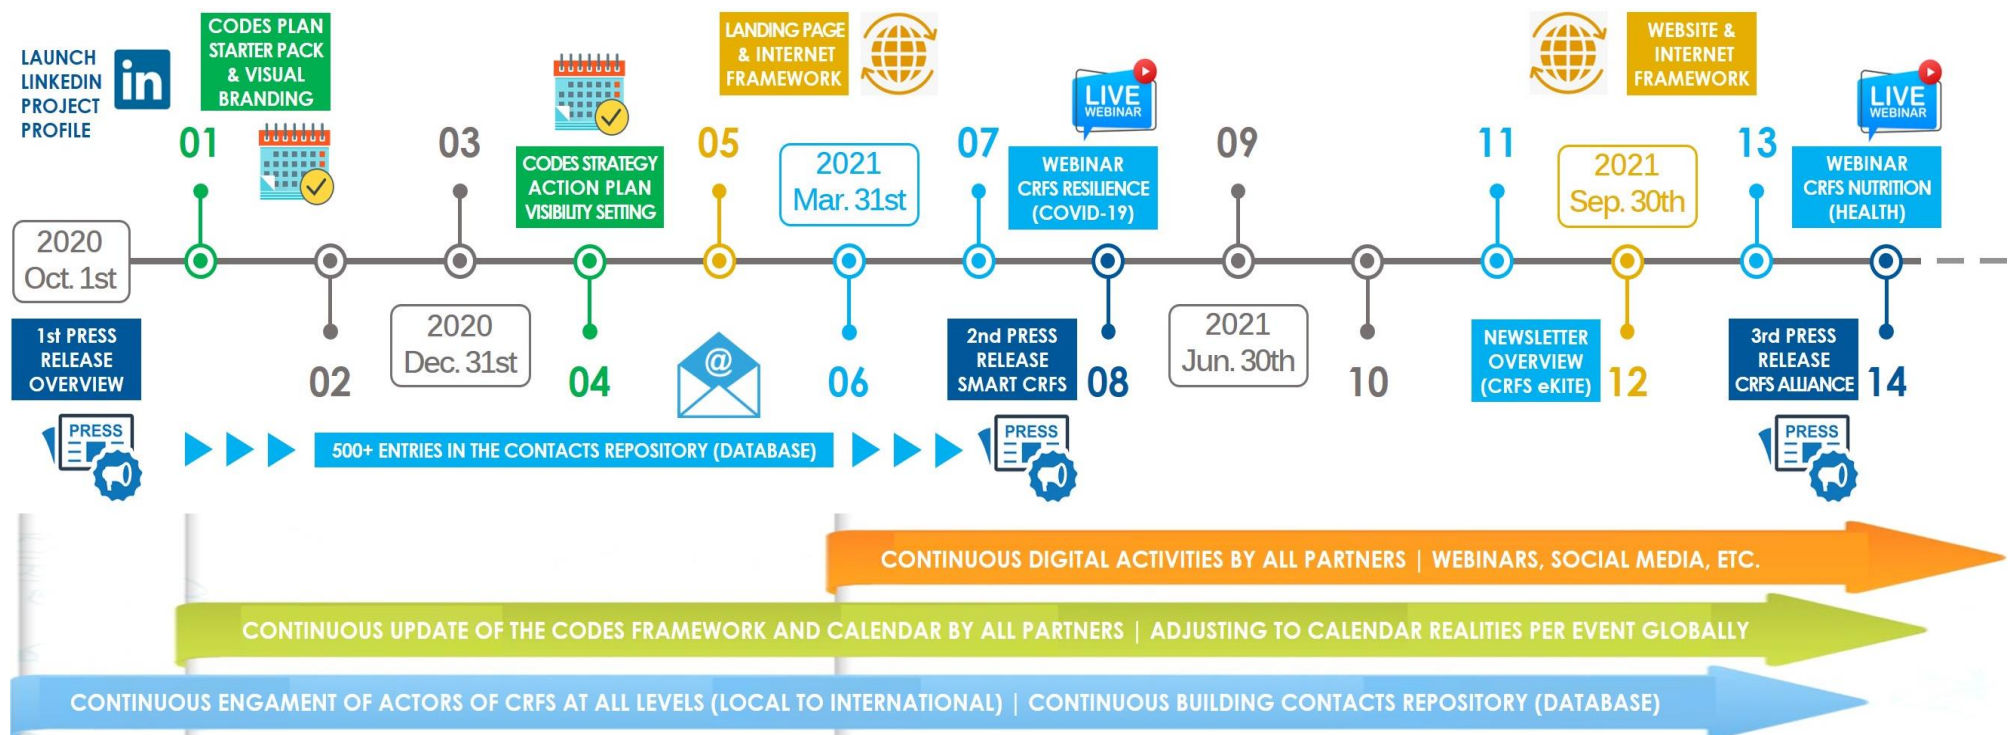 LAUNCH
LINKEDIN
PROJECT
PROFILE
in
CODES PLAN
STARTER PACK
& VISUAL
BRANDING
LANDING PAGE
& INTERNET
FRAMEWORK
WEBSITE &
INTERNET
FRAMEWORK
LIVE
WEBINAR
LIVE
WEBINAR
01
03
05
07
09
11
13
CODES STRATEGY
ACTION PLAN
VISIBILITY SETTING
2021
Mar. 31st
WEBINAR
CRFS RESILIENCE
(COVID-19)
2021
Sep. 30th
WEBINAR
CRFS NUTRITION
(HEALTH)
2020
Oct. 1st
1st PRESS
RELEASE
OVERVIEW
02
2020
Dec. 31st
04
@
06
2nd PRESS
RELEASE
SMART CRFS
08
2021
Jun. 30th
10
NEWSLETTER
OVERVIEW
(CRFS eKITE)
12
3rd PRESS
RELEASE
CRFS ALLIANCE
14
PRESS
500+ ENTRIES IN THE CONTACTS REPOSITORY (DATABASE)
PRESS
PRESS
CONTINUOUS DIGITAL ACTIVITIES BY ALL PARTNERS | WEBINARS, SOCIAL MEDIA, ETC.
CONTINUOUS UPDATE OF THE CODES FRAMEWORK AND CALENDAR BY ALL PARTNERS | ADJUSTING TO CALENDAR REALITIES PER EVENT GLOBALLY
CONTINUOUS ENGAMENT OF ACTORS OF CRFS AT ALL LEVELS (LOCAL TO INTERNATIONAL) | CONTINUOUS BUILDING CONTACTS REPOSITORY (DATABASE)